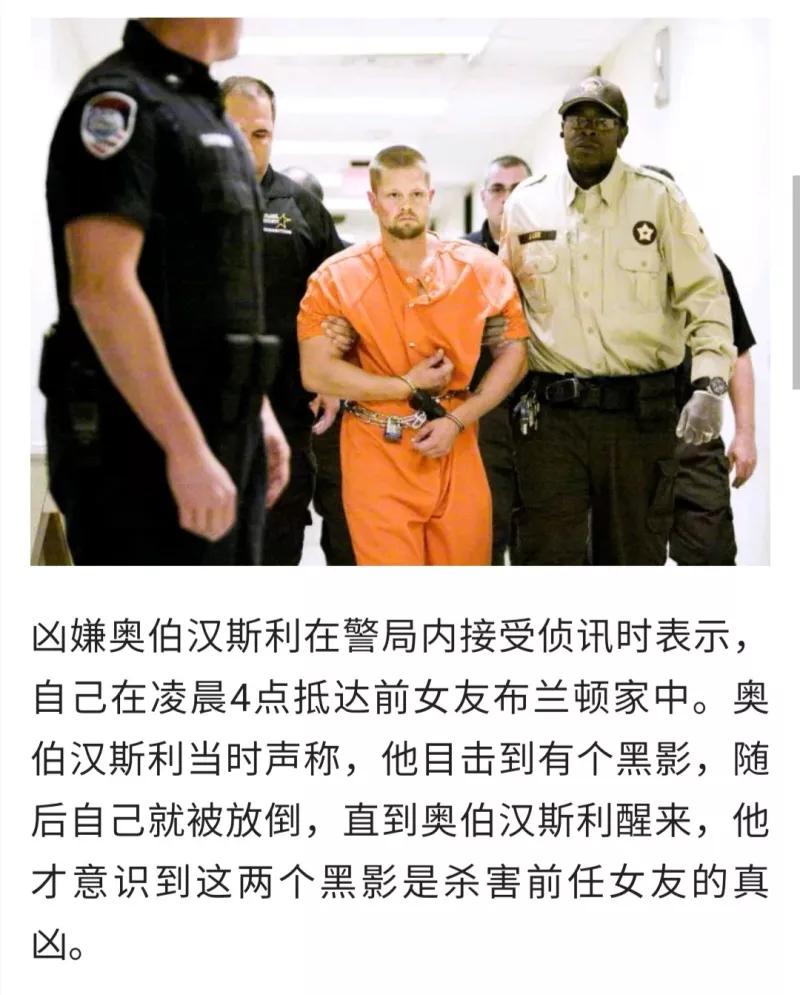 凶嫌奥伯汉斯利在警局内接受侦讯时表示，
自己在凌晨4点抵达前女友布兰顿家中。奥
伯汉斯利当时声称，他目击到有个黑影，随
后自己就被放倒，直到奥伯汉斯利醒来，他
才意识到这两个黑影是杀害前任女友的真
凶。